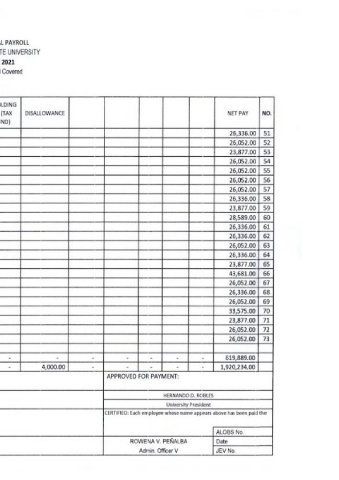 L PAYROLL
TE UNIVERSITY
2021
Covered
LDING (TAX ND) DISALLOWANCE NET PAY NO.
26,336.00 51
26,052.00 52
23,877.00 53
26,052.00 54
26,052.00 55
26,052.00 56
26,052.00 57
26,336.00 58
23,877.00 59
28,589.00 60
26,336.00 61
26,336.00 62
26,052.00 63
26,336.00 64
23,877.00 65
43,681.00 66
26,052.00 67
26,336.00 68
26,052.00 69
33,575.00 70
23,877.00 71
26,052.00 72
26,052.00 73
- - - - - - - 619,889.00
- 4,000.00 - - - - - 1,920,234.00
APPROVED FOR PAYMENT:
HERNANDO D. ROBLES
University President
CERTIFIED: Each employee whose name appears above has been paid the
ALOBS No.
ROWENA V. PEÑALBA Date
Admin. Officer V JEV No.